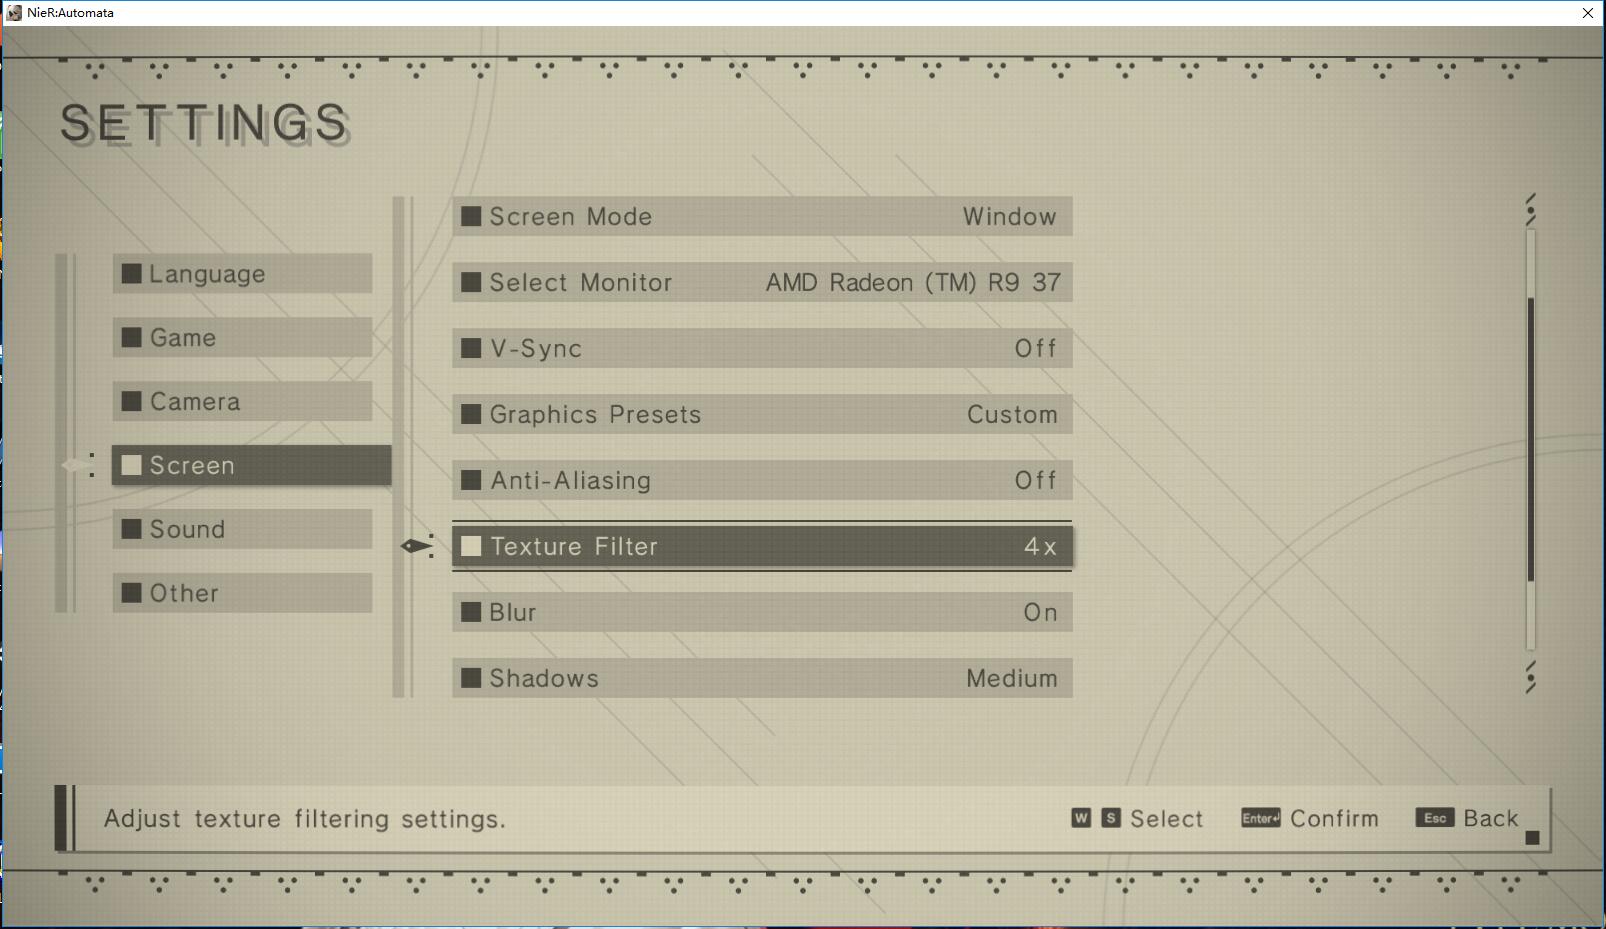 NieR:Automata
SETTINGS
Language
Game
Camera
Screen
Sound
Other
Screen Mode Window
Select Monitor AMD Radeon (TM) R9 37
V-Sync Off
Graphics Presets Custom
Anti-Aliasing Off
Texture Filter 4x
Blur On
Shadows Medium
Adjust texture filtering settings.
W S Select Enter↵ Confirm Esc Back